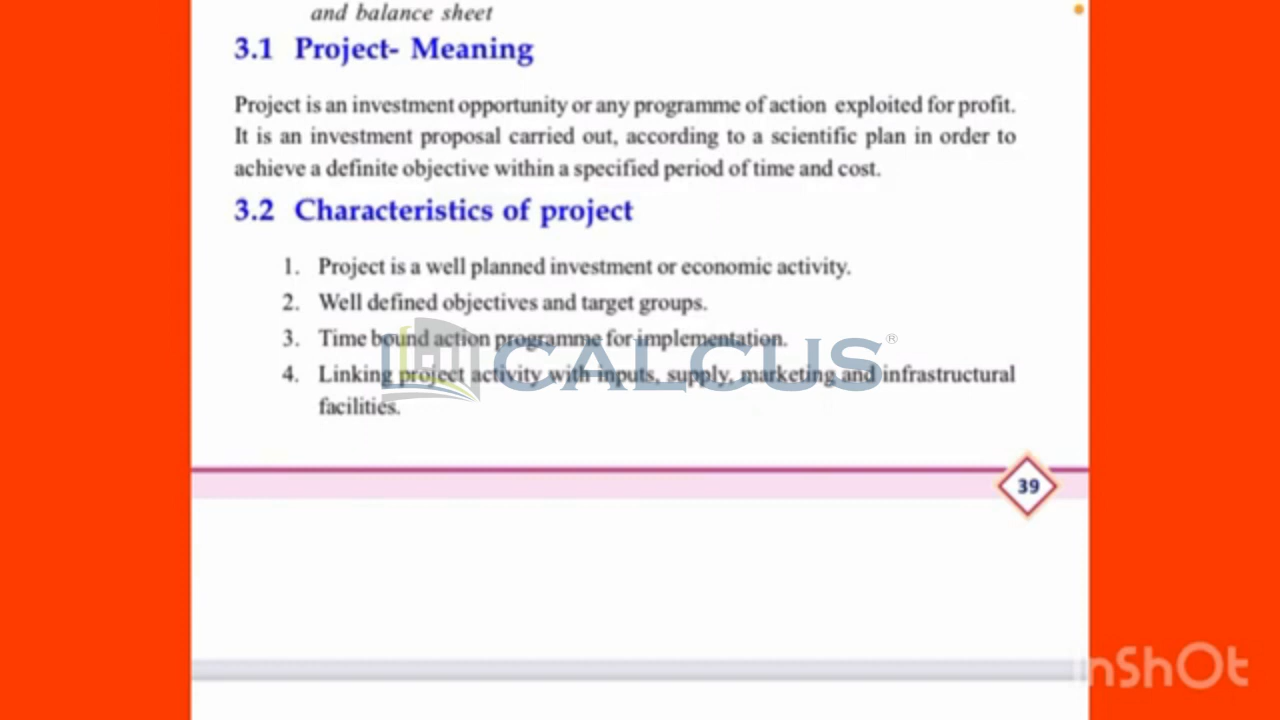 and balance sheet
3.1 Project- Meaning
Project is an investment opportunity or any programme of action exploited for profit.
It is an investment proposal carried out, according to a scientific plan in order to
achieve a definite objective within a specified period of time and cost.
3.2 Characteristics of project
1. Project is a well planned investment or economic activity.
2. Well defined objectives and target groups.
3. Time bound action programme for implementation.
4. Linking project activity with inputs, supply, marketing and infrastructural
facilities.
CALCUS®
39
InShOt